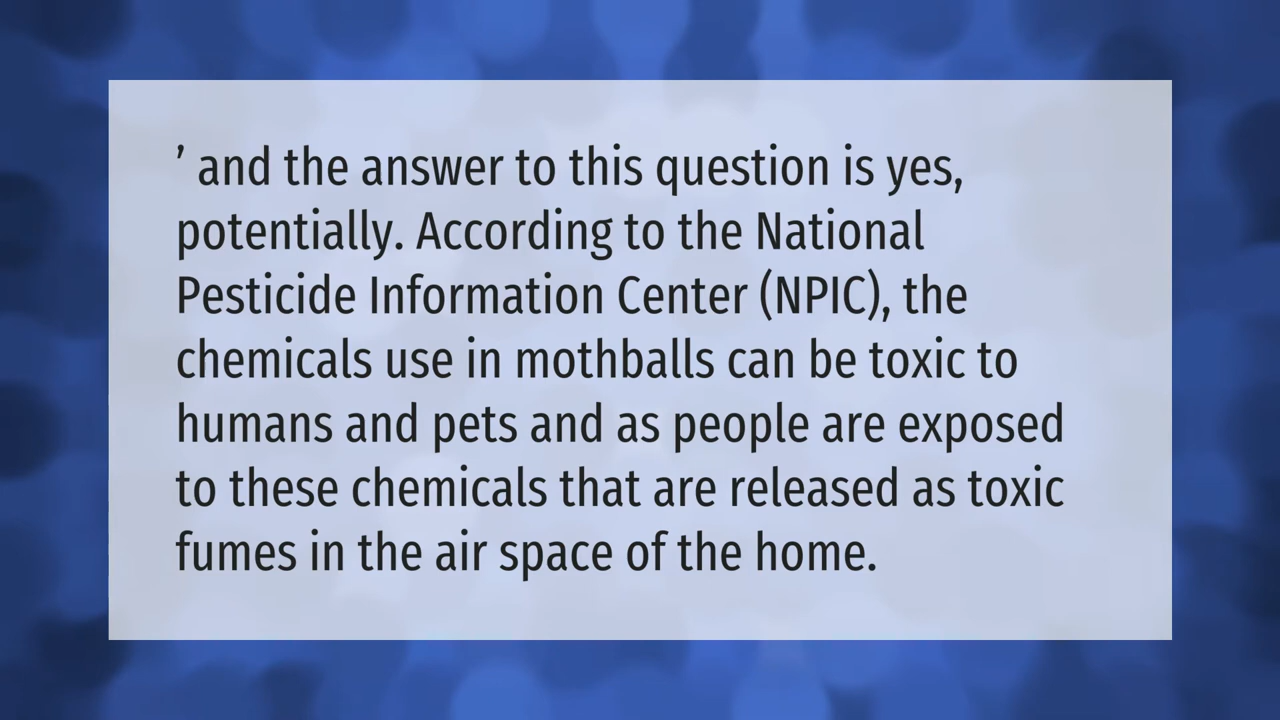 ’ and the answer to this question is yes,
potentially. According to the National
Pesticide Information Center (NPIC), the
chemicals use in mothballs can be toxic to
humans and pets and as people are exposed
to these chemicals that are released as toxic
fumes in the air space of the home.